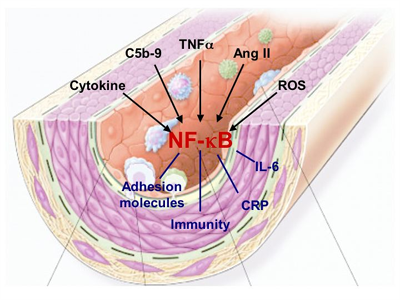 TNFα
C5b-9
Ang II
Cytokine
ROS
NF-κB
IL-6
Adhesion
molecules
CRP
Immunity